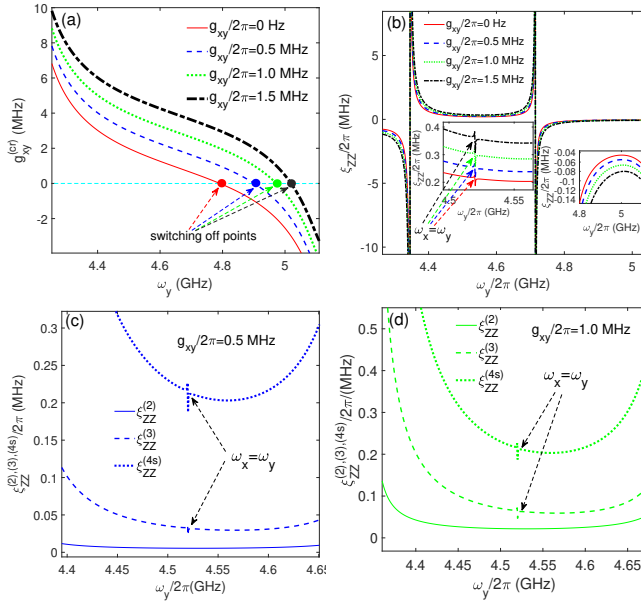 (a)
g_xy/2π=0 Hz
g_xy/2π=0.5 MHz
g_xy/2π=1.0 MHz
g_xy/2π=1.5 MHz
g_xy^(cr) (MHz)
8
6
4
2
0
-2
switching off points
4.4 4.6 4.8 5
ω_y (GHz)
(b)
g_xy/2π=0 Hz
g_xy/2π=0.5 MHz
g_xy/2π=1.0 MHz
g_xy/2π=1.5 MHz
ξ_ZZ/2π (MHz)
5
0
-5
-10
ξ_ZZ/2π (MHz)
0.4
0.3
0.2
4.55
ω_y/2π (GHz)
ω_x=ω_y
ξ_ZZ/2π (MHz)
-0.04
-0.06
-0.08
-0.1
-0.12
-0.14
4.8 4.9 5
ω_y/2π (GHz)
4.4 4.6 4.8 5
ω_y/2π (GHz)
(c)
g_xy/2π=0.5 MHz
ξ_ZZ^(2)
ξ_ZZ^(3)
ξ_ZZ^(4s)
ω_x=ω_y
ξ_ZZ^(2),(3),(4s)/2π (MHz)
0.3
0.25
0.2
0.15
0.1
0.05
0
4.4 4.45 4.5 4.55 4.6 4.65
ω_y/2π(GHz)
(d)
g_xy/2π=1.0 MHz
ξ_ZZ^(2)
ξ_ZZ^(3)
ξ_ZZ^(4s)
ω_x=ω_y
ξ_ZZ^(2),(3),(4s)/2π/(MHz)
0.5
0.4
0.3
0.2
0.1
0
4.4 4.45 4.5 4.55 4.6 4.65
ω_y/2π (GHz)